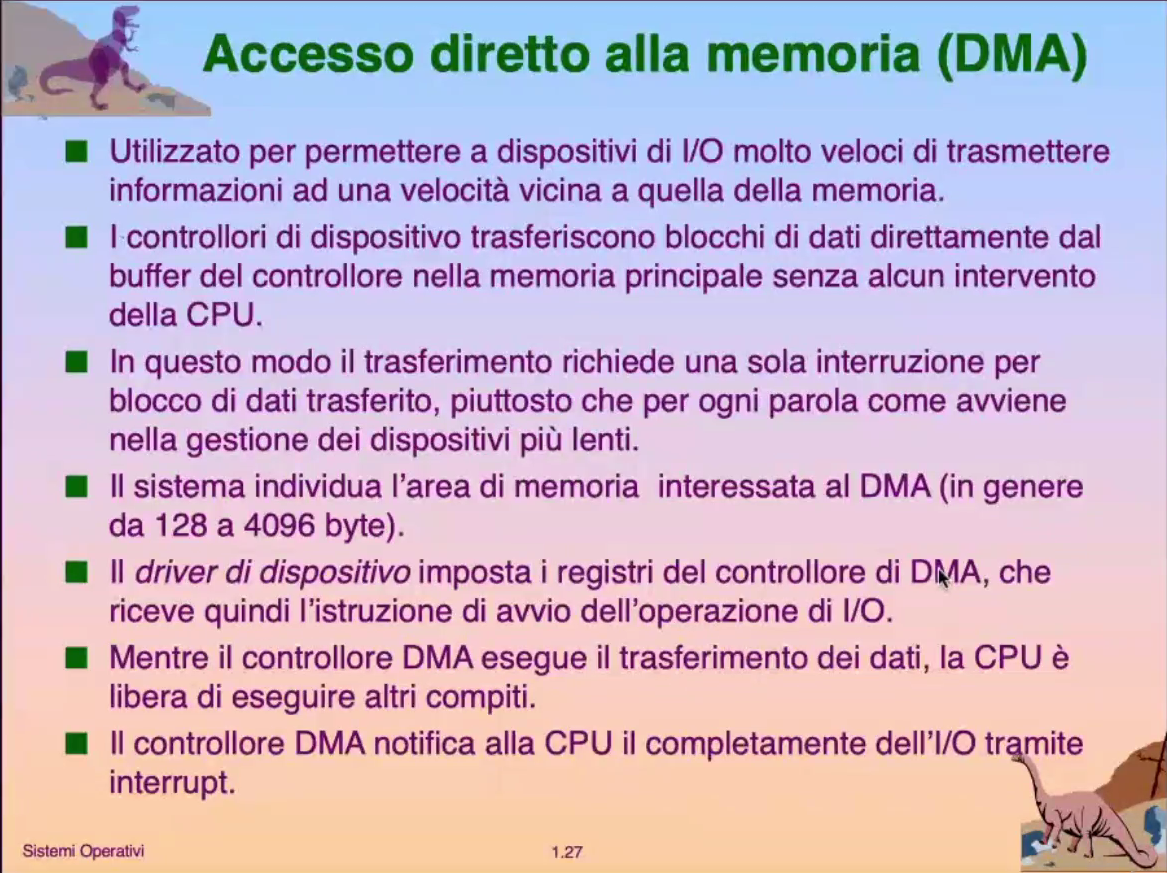 Accesso diretto alla memoria (DMA)
Utilizzato per permettere a dispositivi di I/O molto veloci di trasmettere
informazioni ad una velocità vicina a quella della memoria.
I controllori di dispositivo trasferiscono blocchi di dati direttamente dal
buffer del controllore nella memoria principale senza alcun intervento
della CPU.
In questo modo il trasferimento richiede una sola interruzione per
blocco di dati trasferito, piuttosto che per ogni parola come avviene
nella gestione dei dispositivi più lenti.
Il sistema individua l'area di memoria interessata al DMA (in genere
da 128 a 4096 byte).
Il driver di dispositivo imposta i registri del controllore di DMA, che
riceve quindi l'istruzione di avvio dell'operazione di I/O.
Mentre il controllore DMA esegue il trasferimento dei dati, la CPU è
libera di eseguire altri compiti.
Il controllore DMA notifica alla CPU il completamente dell'I/O tramite
interrupt.
Sistemi Operativi
1.27